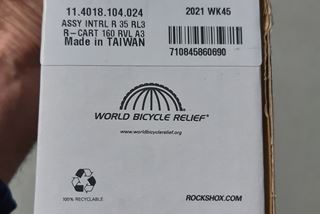 11.4018.104.024
2021 WK45
ASSY INTRL R 35 RL3
R-CART 160 RVL A3
Made in TAIWAN
710845860690
WORLD BICYCLE RELIEF®
www.worldbicyclerelief.org
100% RECYCLABLE
ROCKSHOX.COM